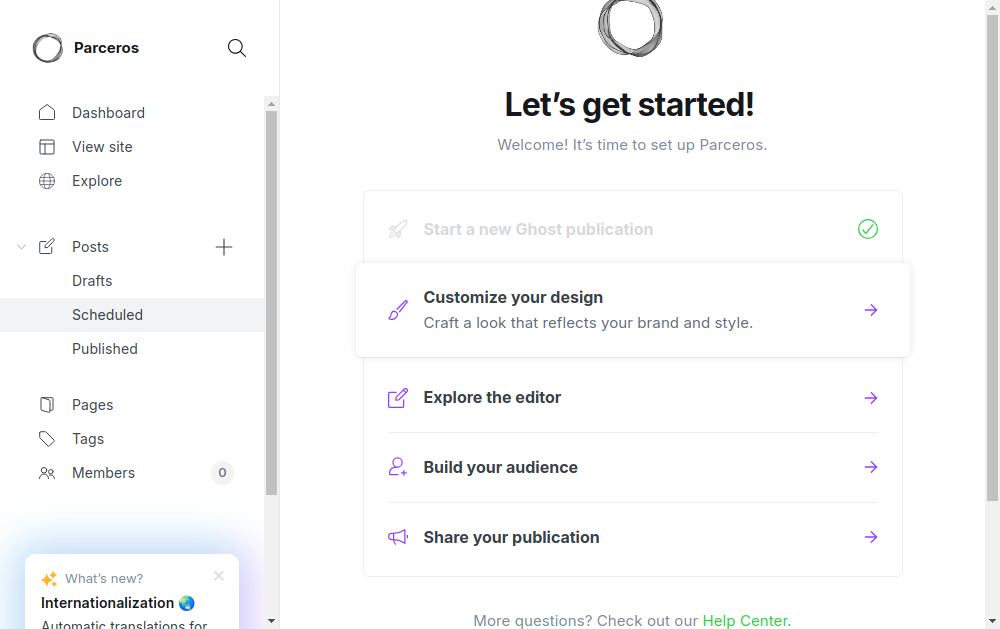 Parceros
Dashboard
View site
Explore
Posts
Drafts
Scheduled
Published
Pages
Tags
Members 0
What's new?
Internationalization 🌏
Automatic translations for
Let’s get started!
Welcome! It’s time to set up Parceros.
Start a new Ghost publication
Customize your design
Craft a look that reflects your brand and style.
Explore the editor
Build your audience
Share your publication
More questions? Check out our Help Center.